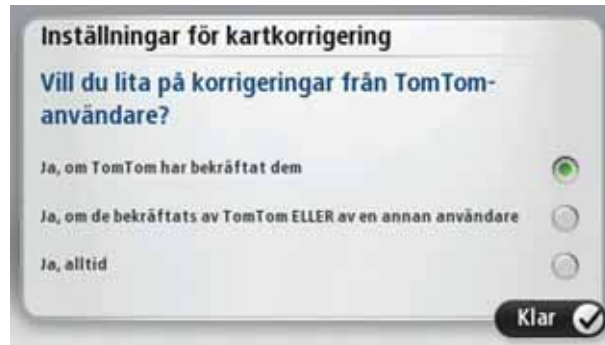 Inställningar för kartkorrigering
Vill du lita på korrigeringar från TomTom-
användare?
Ja, om TomTom har bekräftat dem
Ja, om de bekräftats av TomTom ELLER av en annan användare
Ja, alltid
Klar